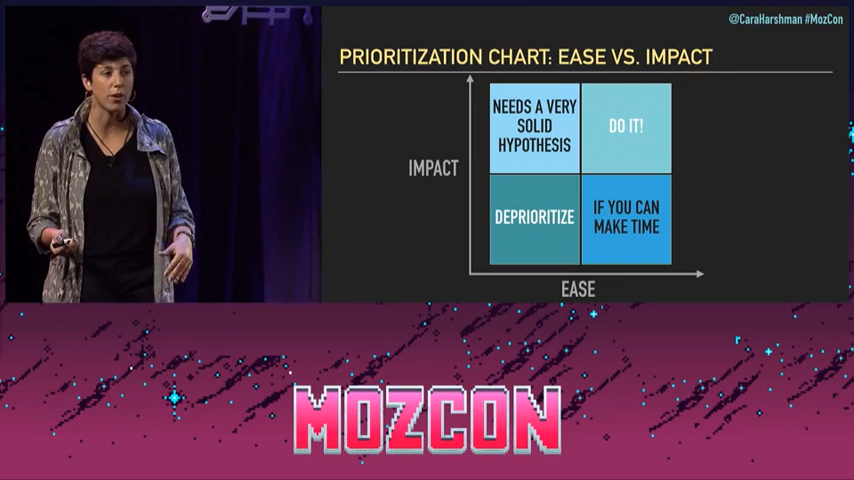 @CaraHarshman #MozCon
PRIORITIZATION CHART: EASE VS. IMPACT
NEEDS A VERY
SOLID
HYPOTHESIS
DO IT!
IMPACT
DEPRIORITIZE
IF YOU CAN
MAKE TIME
EASE
MOZCON